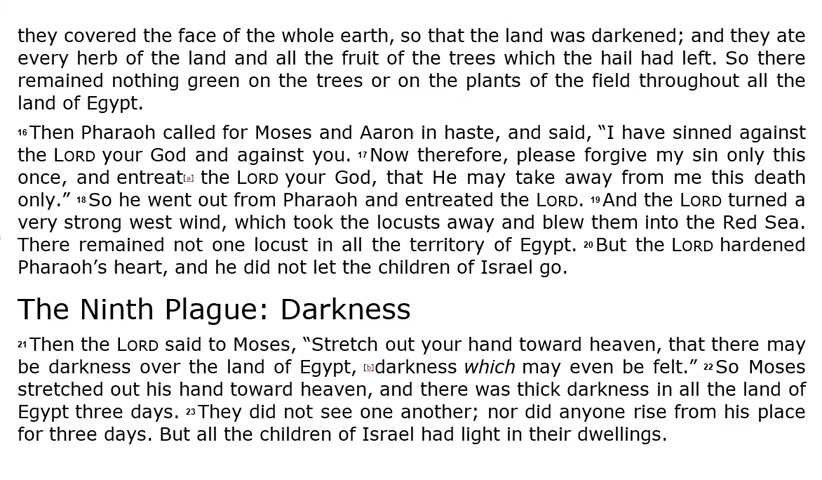 they covered the face of the whole earth, so that the land was darkened; and they ate
every herb of the land and all the fruit of the trees which the hail had left. So there
remained nothing green on the trees or on the plants of the field throughout all the
land of Egypt.
16 Then Pharaoh called for Moses and Aaron in haste, and said, “I have sinned against
the LORD your God and against you. 17 Now therefore, please forgive my sin only this
once, and entreat[a] the LORD your God, that He may take away from me this death
only.” 18 So he went out from Pharaoh and entreated the LORD. 19 And the LORD turned a
very strong west wind, which took the locusts away and blew them into the Red Sea.
There remained not one locust in all the territory of Egypt. 20 But the LORD hardened
Pharaoh’s heart, and he did not let the children of Israel go.
The Ninth Plague: Darkness
21 Then the LORD said to Moses, “Stretch out your hand toward heaven, that there may
be darkness over the land of Egypt, [b]darkness which may even be felt.” 22 So Moses
stretched out his hand toward heaven, and there was thick darkness in all the land of
Egypt three days. 23 They did not see one another; nor did anyone rise from his place
for three days. But all the children of Israel had light in their dwellings.